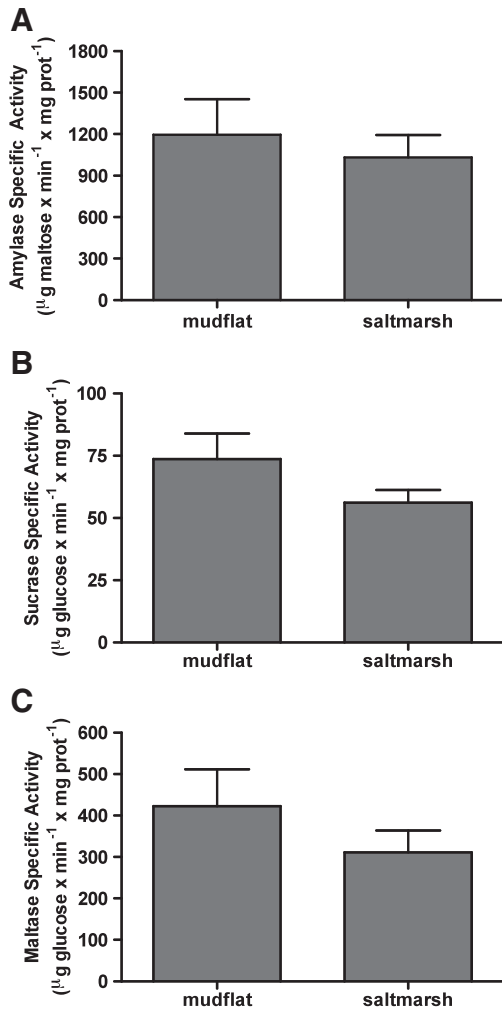 A
Amylase Specific Activity
(μg maltose x min⁻¹ x mg prot⁻¹)
1800
1500
1200
900
600
300
0
mudflat saltmarsh
B
Sucrase Specific Activity
(μg glucose x min⁻¹ x mg prot⁻¹)
100
75
50
25
0
mudflat saltmarsh
C
Maltase Specific Activity
(μg glucose x min⁻¹ x mg prot⁻¹)
600
500
400
300
200
100
0
mudflat saltmarsh